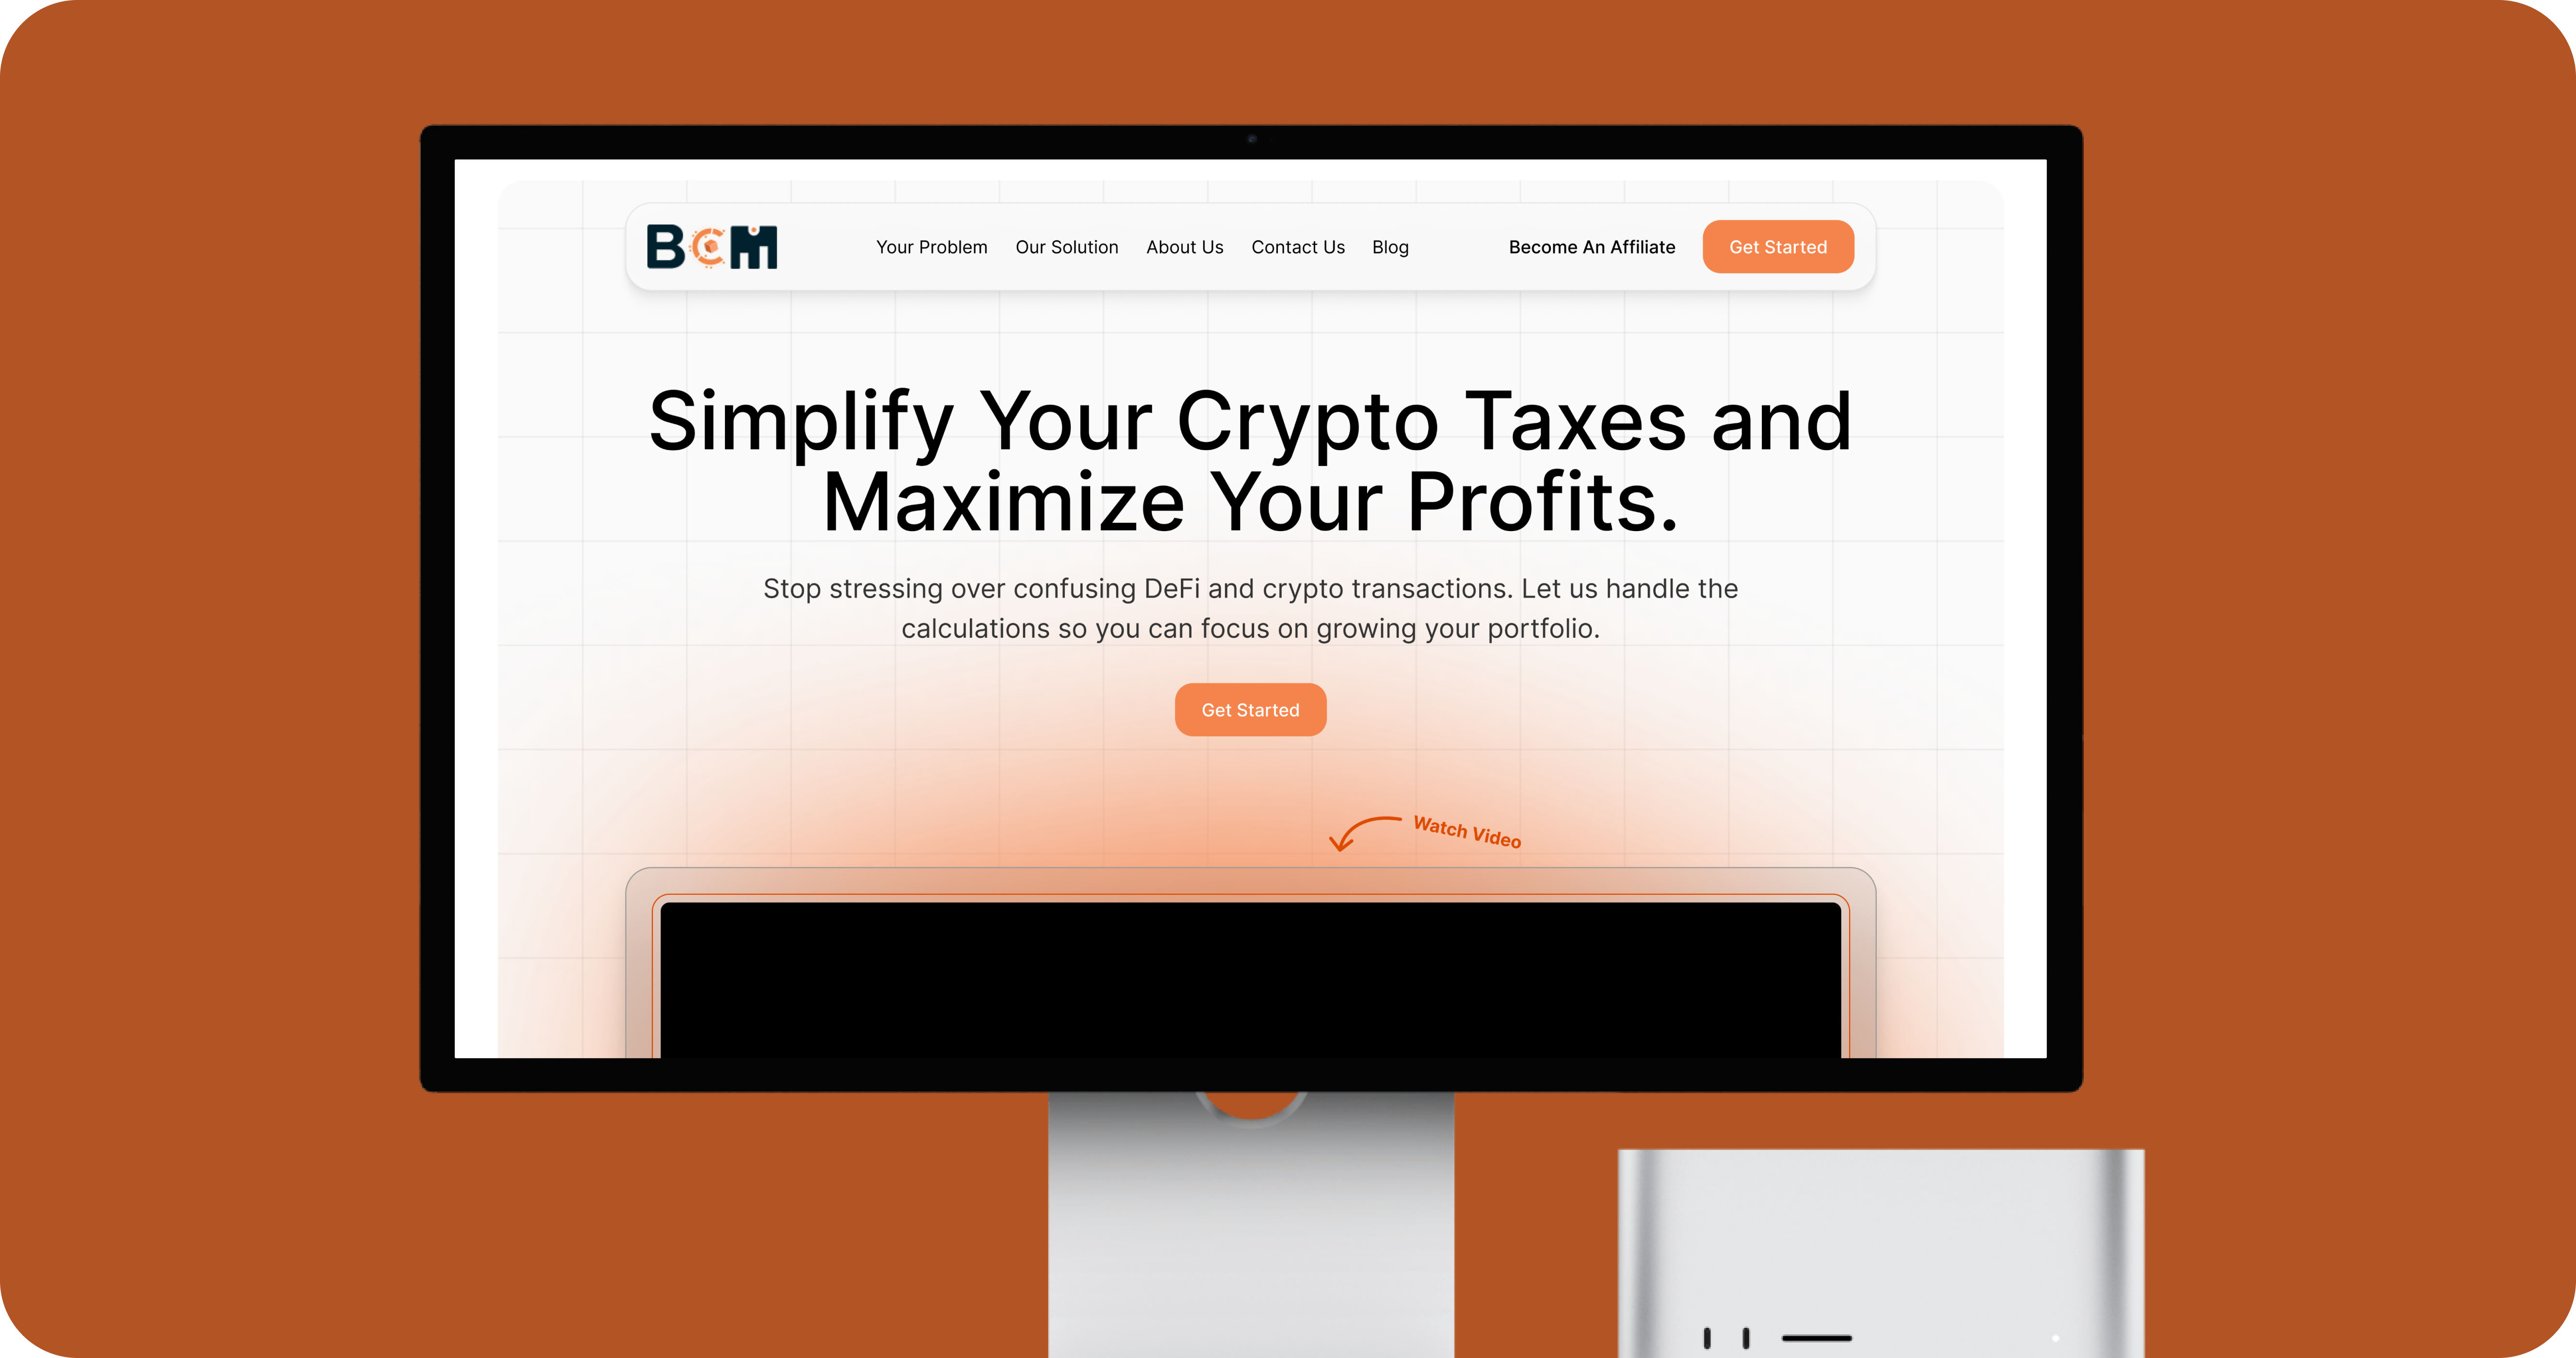 BCM
Your Problem
Our Solution
About Us
Contact Us
Blog
Become An Affiliate
Get Started
Simplify Your Crypto Taxes and
Maximize Your Profits.
Stop stressing over confusing DeFi and crypto transactions. Let us handle the
calculations so you can focus on growing your portfolio.
Get Started
Watch Video